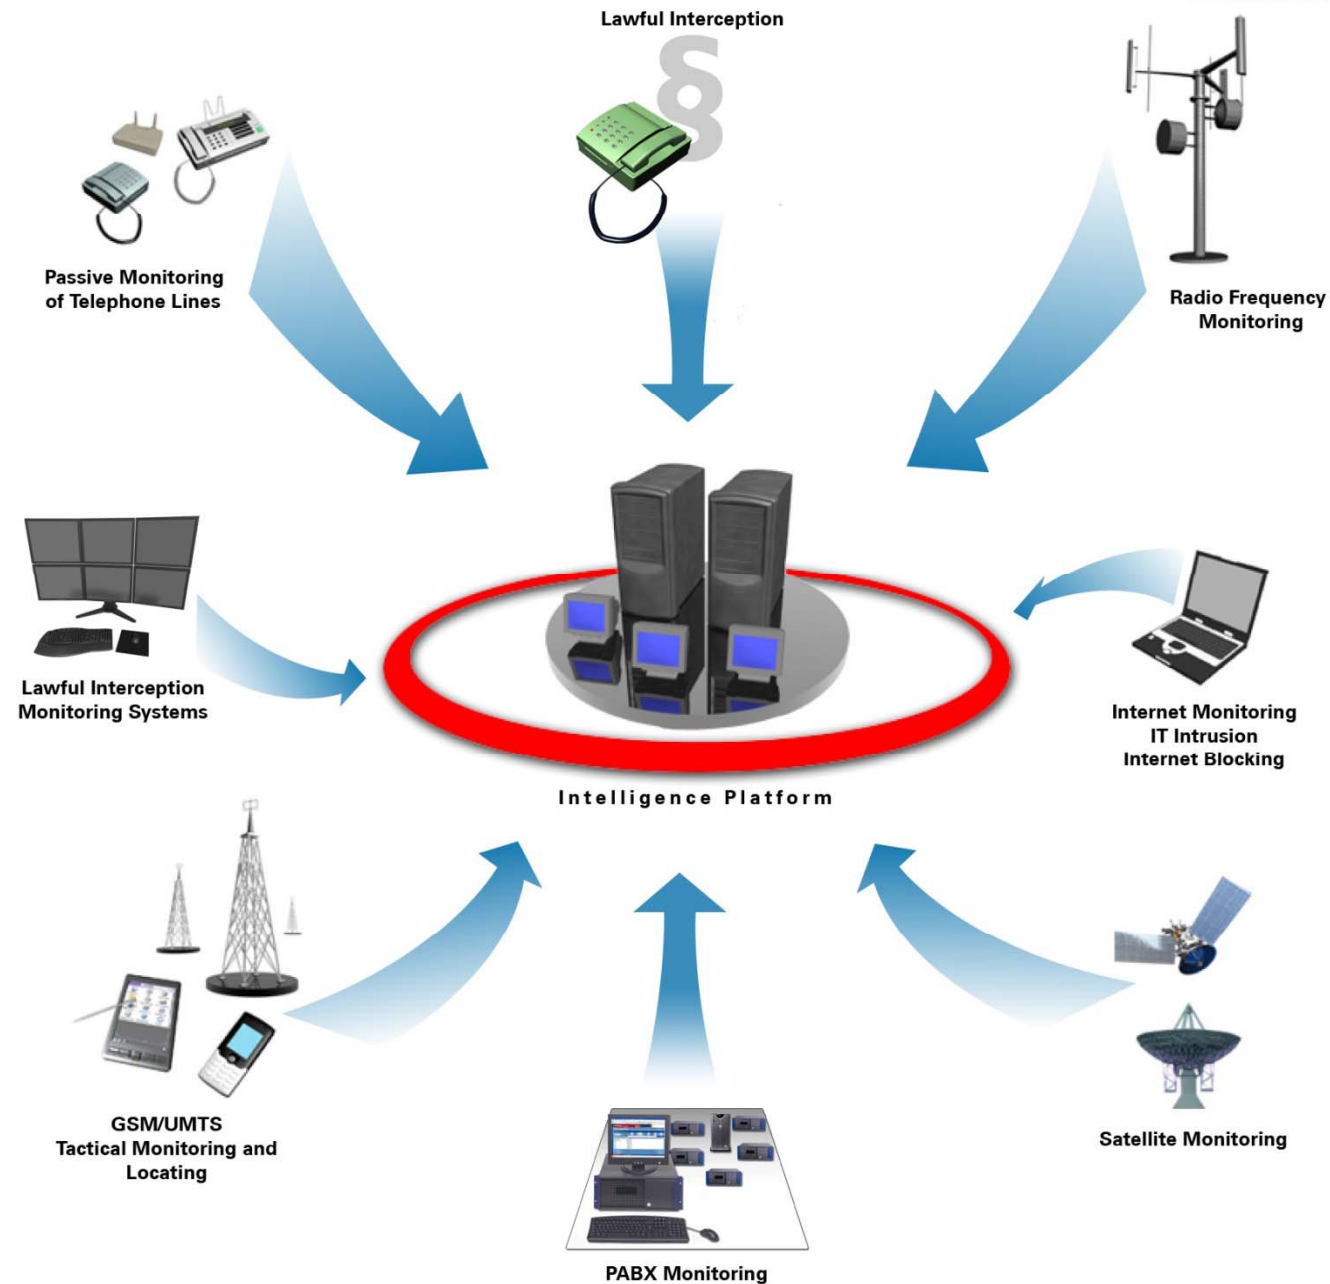 Lawful Interception
Passive Monitoring
of Telephone Lines
Radio Frequency
Monitoring
Lawful Interception
Monitoring Systems
Internet Monitoring
IT Intrusion
Internet Blocking
Intelligence Platform
GSM/UMTS
Tactical Monitoring and
Locating
Satellite Monitoring
PABX Monitoring